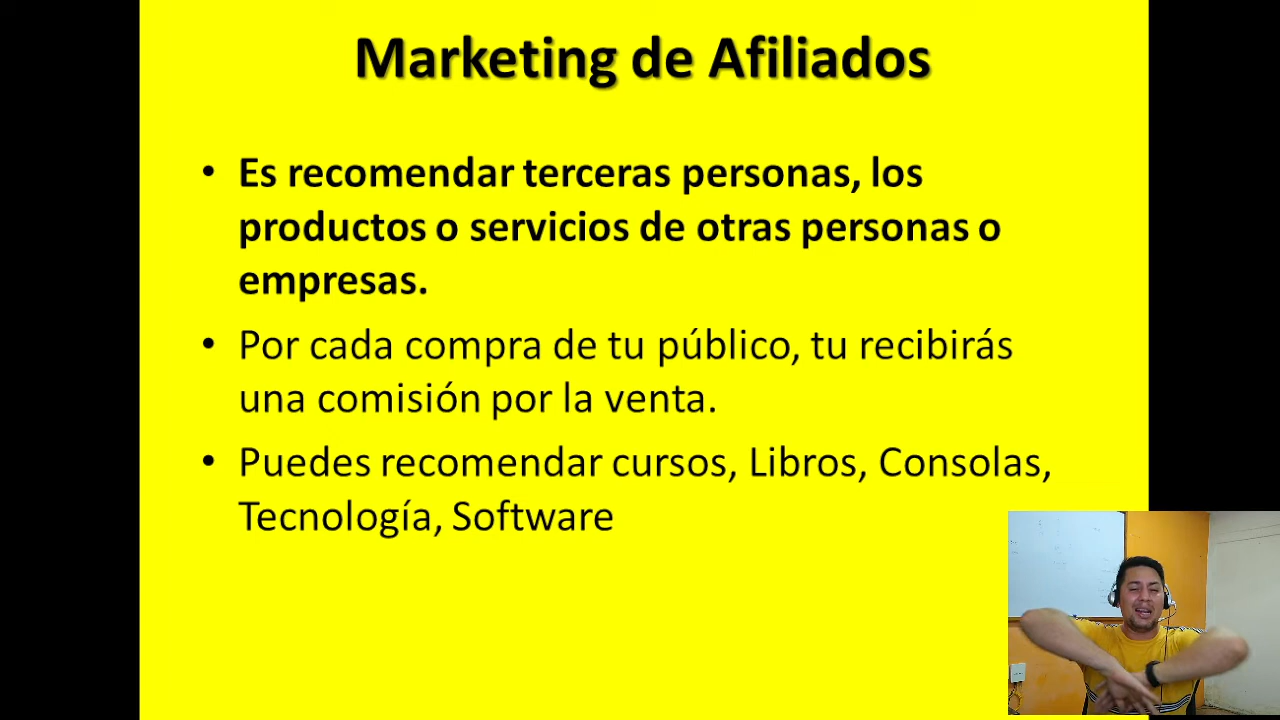 Marketing de Afiliados
• Es recomendar terceras personas, los
productos o servicios de otras personas o
empresas.
• Por cada compra de tu público, tu recibirás
una comisión por la venta.
• Puedes recomendar cursos, Libros, Consolas,
Tecnología, Software